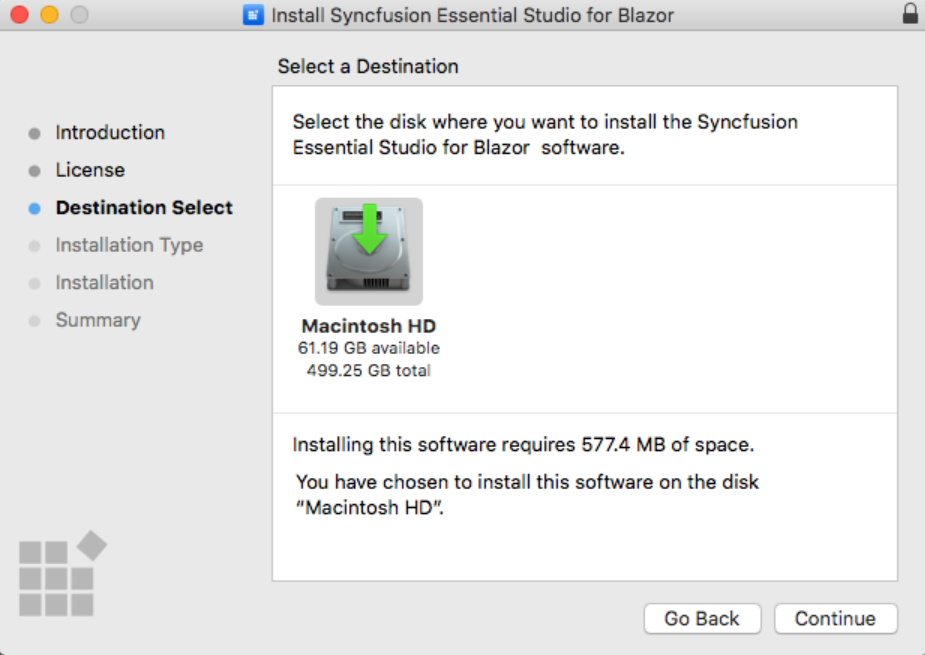 Install Syncfusion Essential Studio for Blazor
Select a Destination
Introduction
License
Destination Select
Installation Type
Installation
Summary
Select the disk where you want to install the Syncfusion
Essential Studio for Blazor  software.
Macintosh HD
61.19 GB available
499.25 GB total
Installing this software requires 577.4 MB of space.
You have chosen to install this software on the disk
“Macintosh HD”.
Go Back
Continue